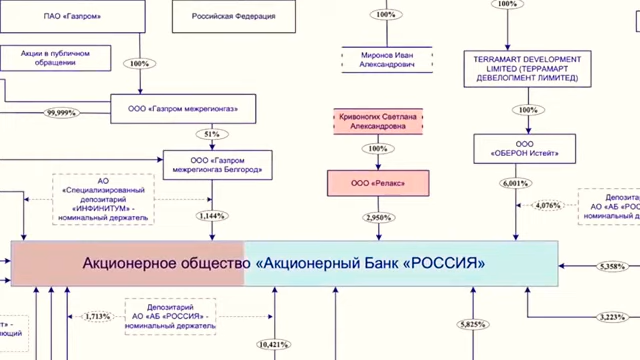 ПАО «Газпром»
Российская Федерация
100%
100%
Акции в публичном
обращении
100%
Миронов Иван
Александрович
TERRAMART DEVELOPMENT
LIMITED (ТЕРРАМАРТ
ДЕВЕЛОПМЕНТ ЛИМИТЕД)
99,999%
ООО «Газпром межрегионгаз»
Кривоногих Светлана
Александровна
100%
51%
100%
ООО
«ОБЕРОН Истейт»
ООО «Газпром
межрегионгаз Белгород»
АО
«Специализированный
депозитарий
«ИНФИНИТУМ» -
номинальный держатель
ООО «Релакс»
6,001%
Депозитарий
АО «АБ «РОС
номинальный держ
4,076%
1,144%
2,950%
Акционерное общество «Акционерный Банк «РОССИЯ»
5,358%
1,713%
Депозитарий
АО «АБ «РОССИЯ» -
номинальный держатель
5,825%
3,223%
10,421%